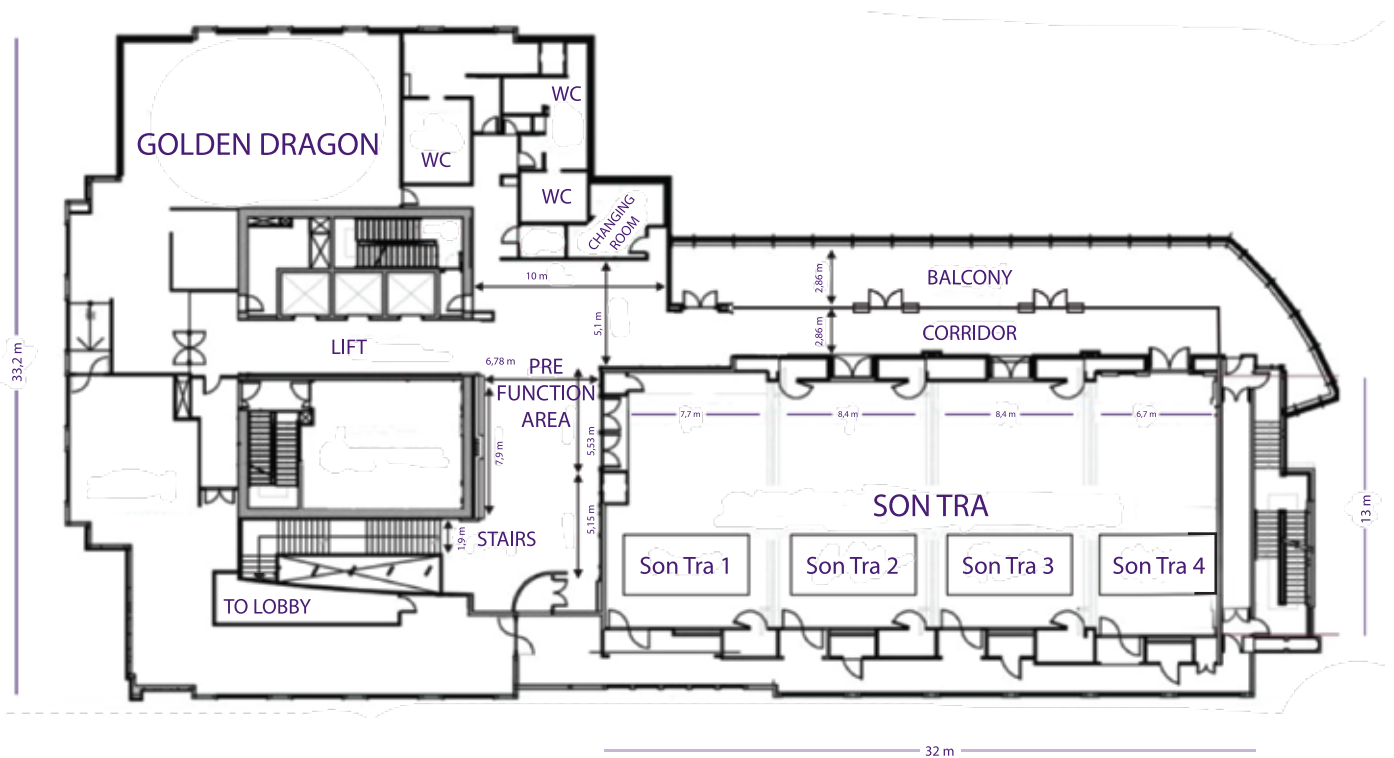 WC
GOLDEN DRAGON
WC
WC
CHANGING
ROOM
10 m
2,86 m
BALCONY
5,1 m
2,86 m
CORRIDOR
LIFT
33,2 m
6,78 m
PRE
FUNCTION
AREA
7,7 m
8,4 m
8,4 m
6,7 m
5,53 m
7,9 m
SON TRA
13 m
5,15 m
1,9 m
STAIRS
Son Tra 1
Son Tra 2
Son Tra 3
Son Tra 4
TO LOBBY
32 m